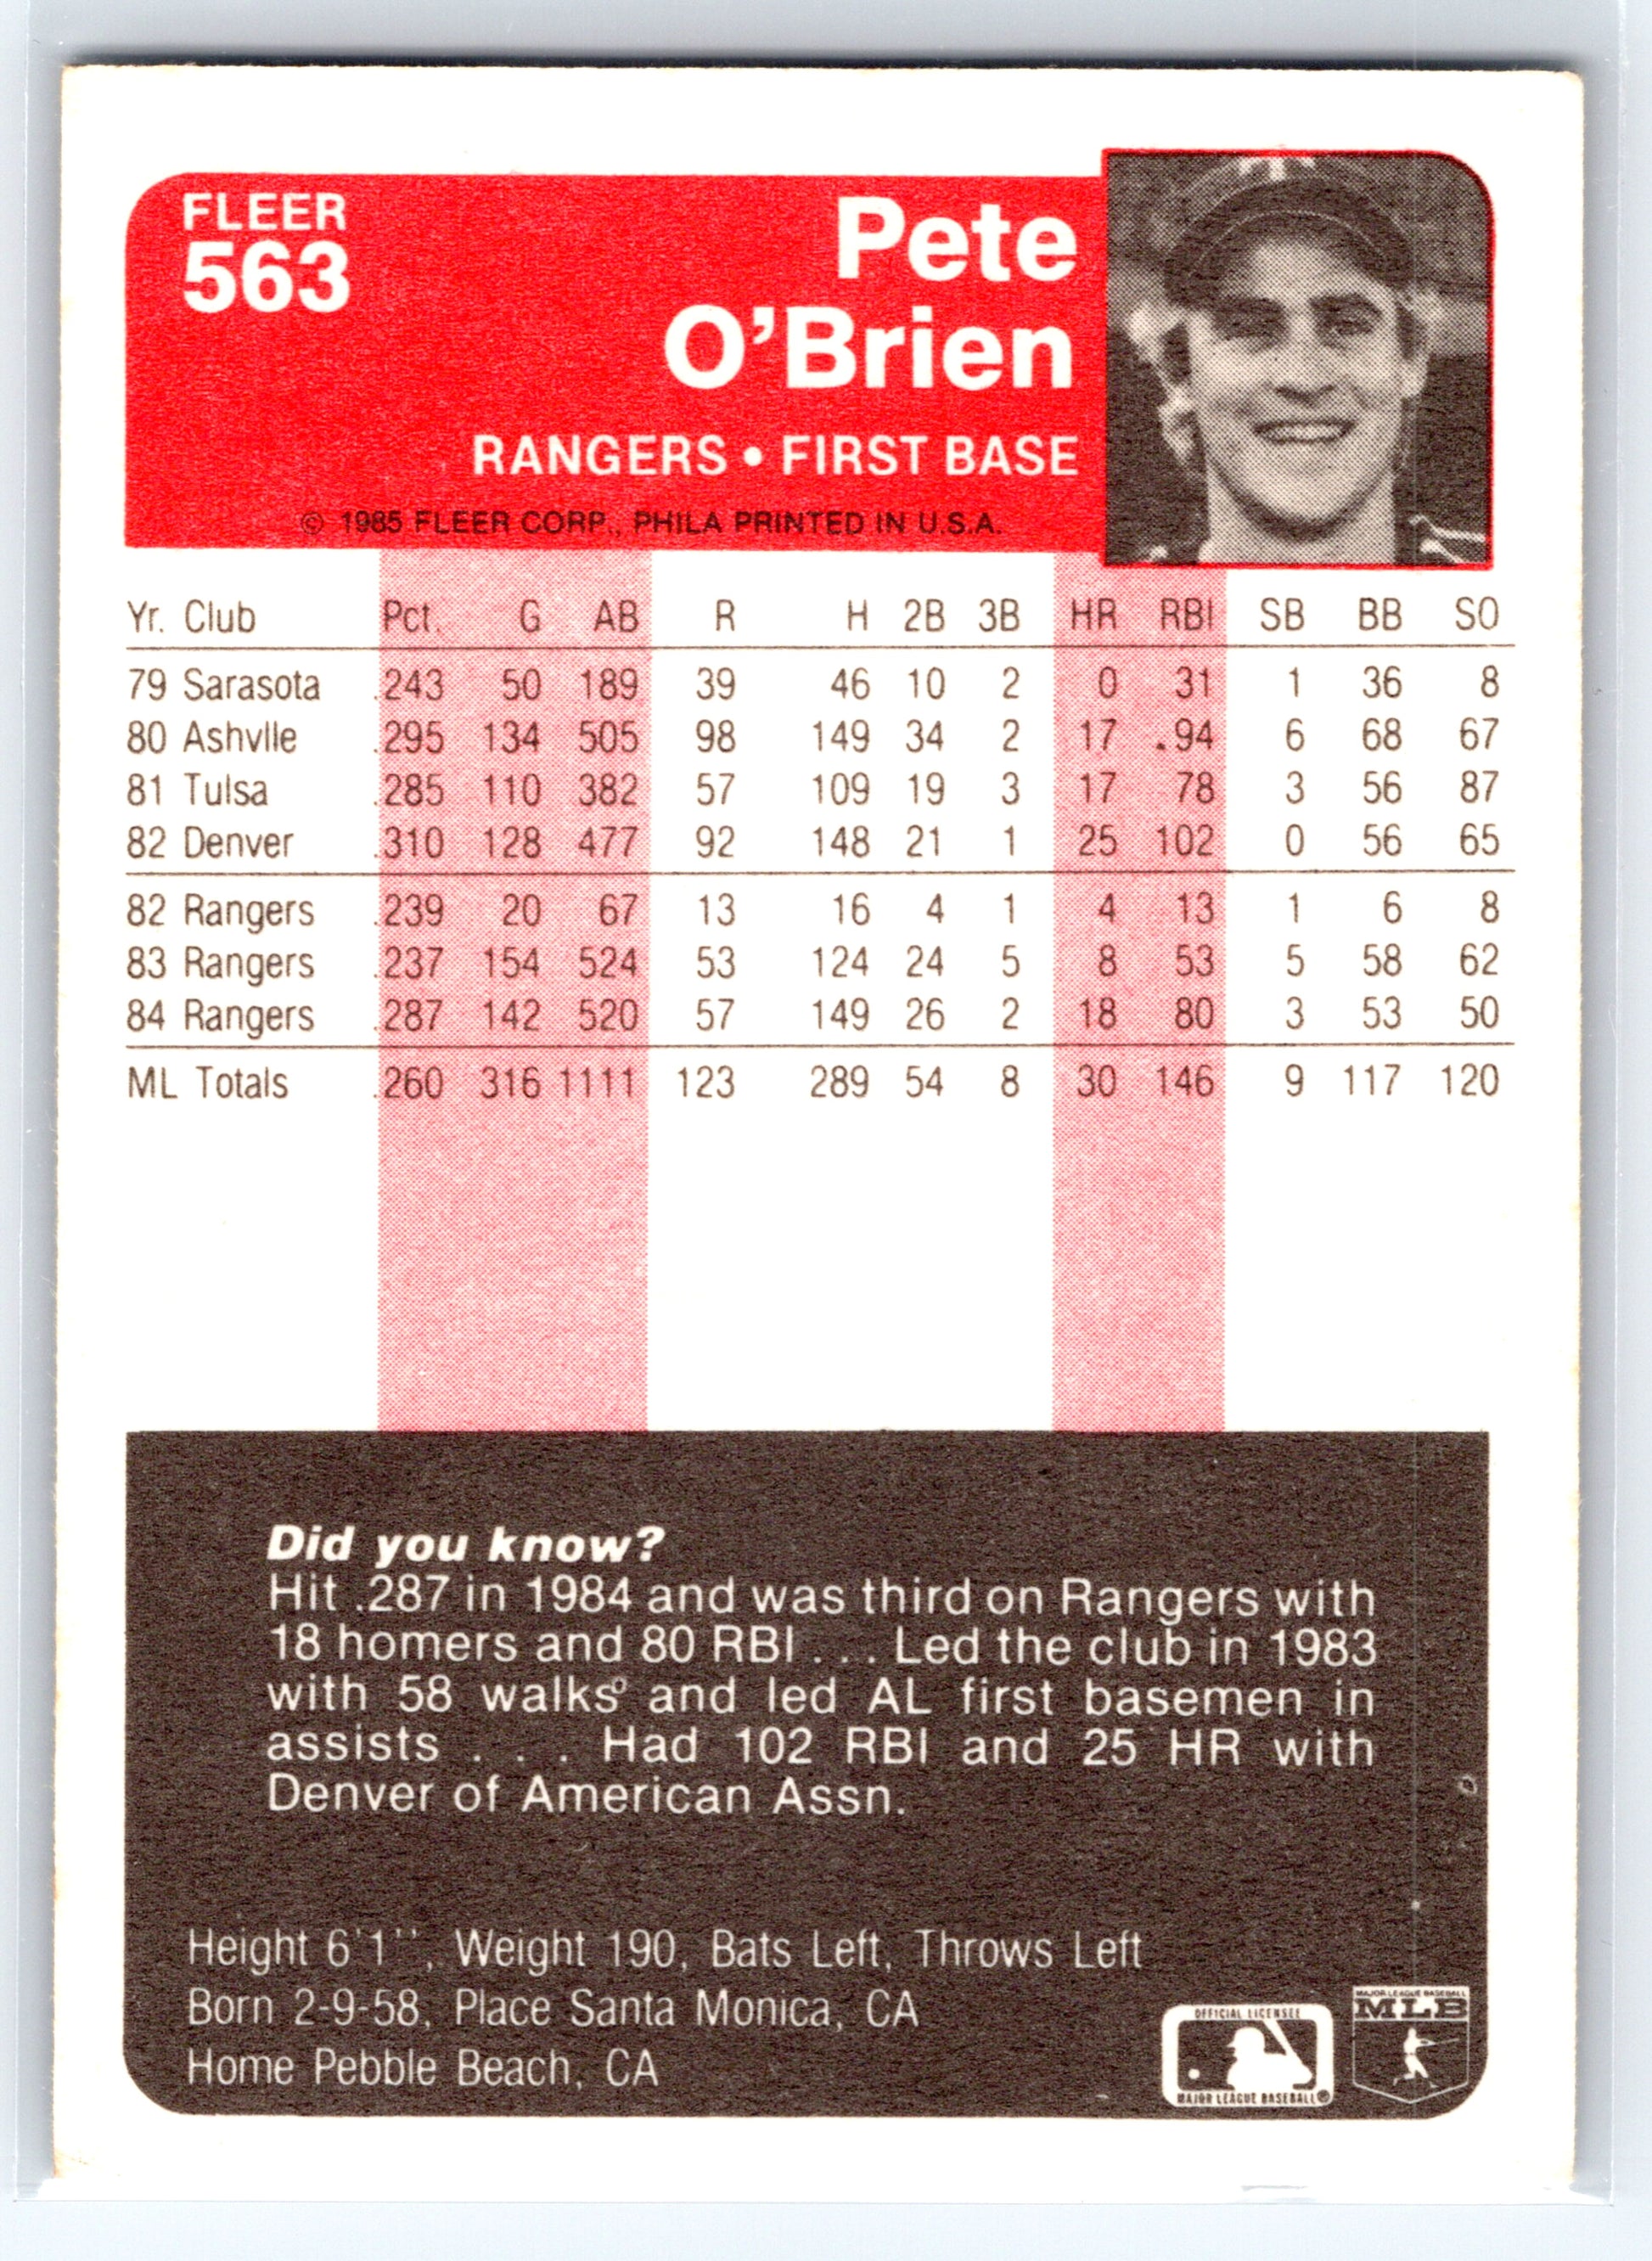 FLEER
563
Pete
O'Brien
RANGERS • FIRST BASE
© 1985 FLEER CORP., PHILA PRINTED IN U.S.A.
Yr. Club Pct. G AB R H 2B 3B HR RBI SB BB SO
79 Sarasota .243 50 189 39 46 10 2 0 31 1 36 8
80 Ashvlle .295 134 505 98 149 34 2 17 .94 6 68 67
81 Tulsa .285 110 382 57 109 19 3 17 78 3 56 87
82 Denver .310 128 477 92 148 21 1 25 102 0 56 65
82 Rangers .239 20 67 13 16 4 1 4 13 1 6 8
83 Rangers .237 154 524 53 124 24 5 8 53 5 58 62
84 Rangers .287 142 520 57 149 26 2 18 80 3 53 50
ML Totals .260 316 1111 123 289 54 8 30 146 9 117 120
Did you know?
Hit .287 in 1984 and was third on Rangers with
18 homers and 80 RBI . . . Led the club in 1983
with 58 walks and led AL first basemen in
assists . . . Had 102 RBI and 25 HR with
Denver of American Assn.
Height 6'1'', Weight 190, Bats Left, Throws Left
Born 2-9-58, Place Santa Monica, CA
Home Pebble Beach, CA
OFFICIAL LICENSEE
MAJOR LEAGUE BASEBALL®
MAJOR LEAGUE BASEBALL
MLB